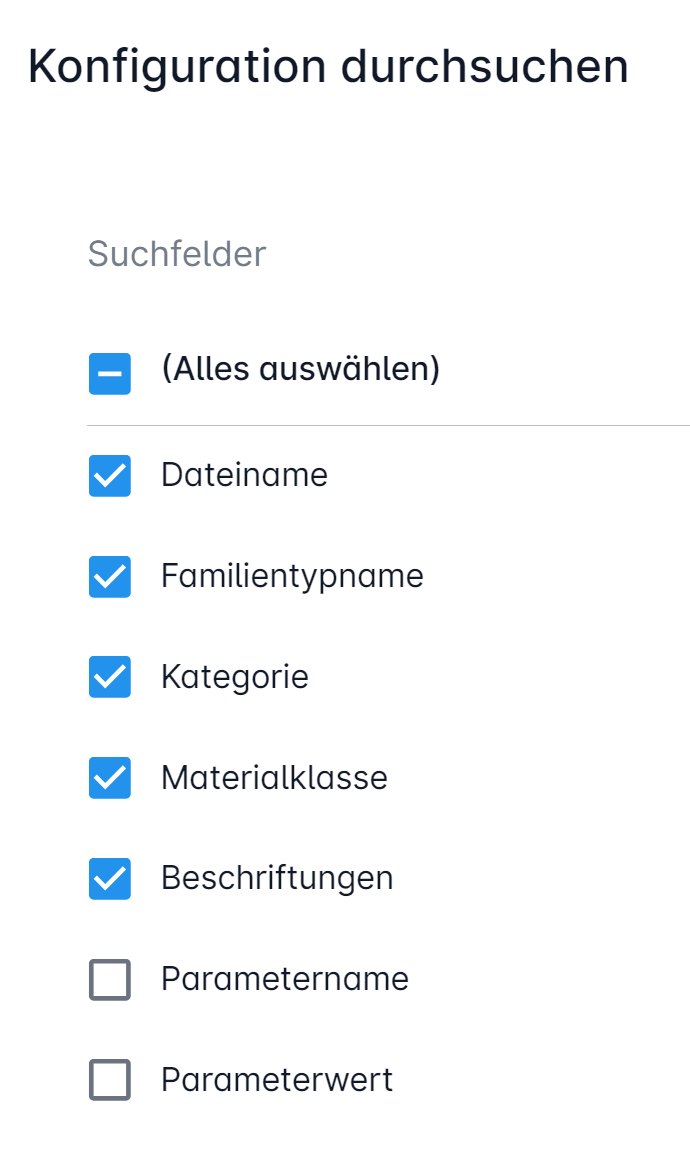 Konfiguration durchsuchen
Suchfelder
(Alles auswählen)
Dateiname
Familientypname
Kategorie
Materialklasse
Beschriftungen
Parametername
Parameterwert